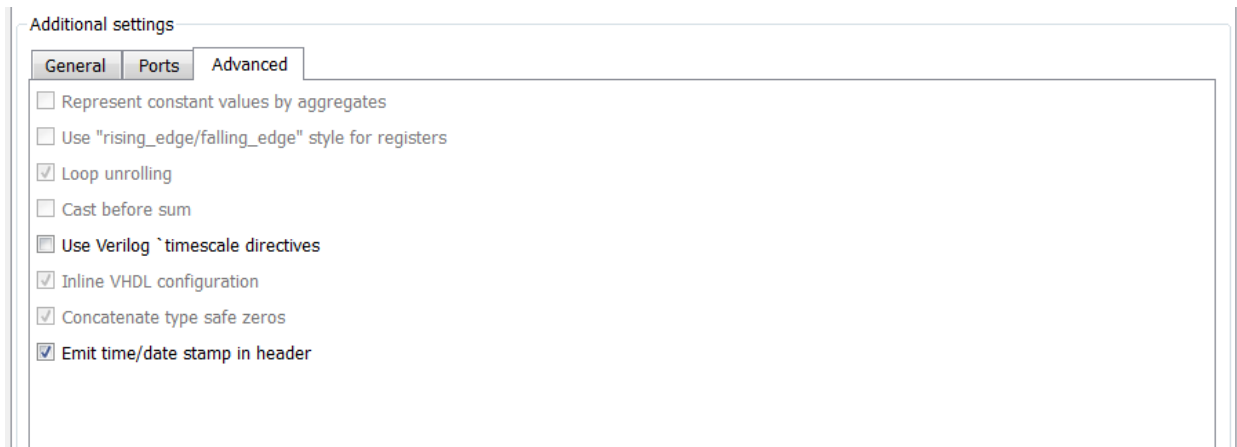 Additional settings
General Ports Advanced
Represent constant values by aggregates
Use "rising_edge/falling_edge" style for registers
Loop unrolling
Cast before sum
Use Verilog `timescale directives
Inline VHDL configuration
Concatenate type safe zeros
Emit time/date stamp in header